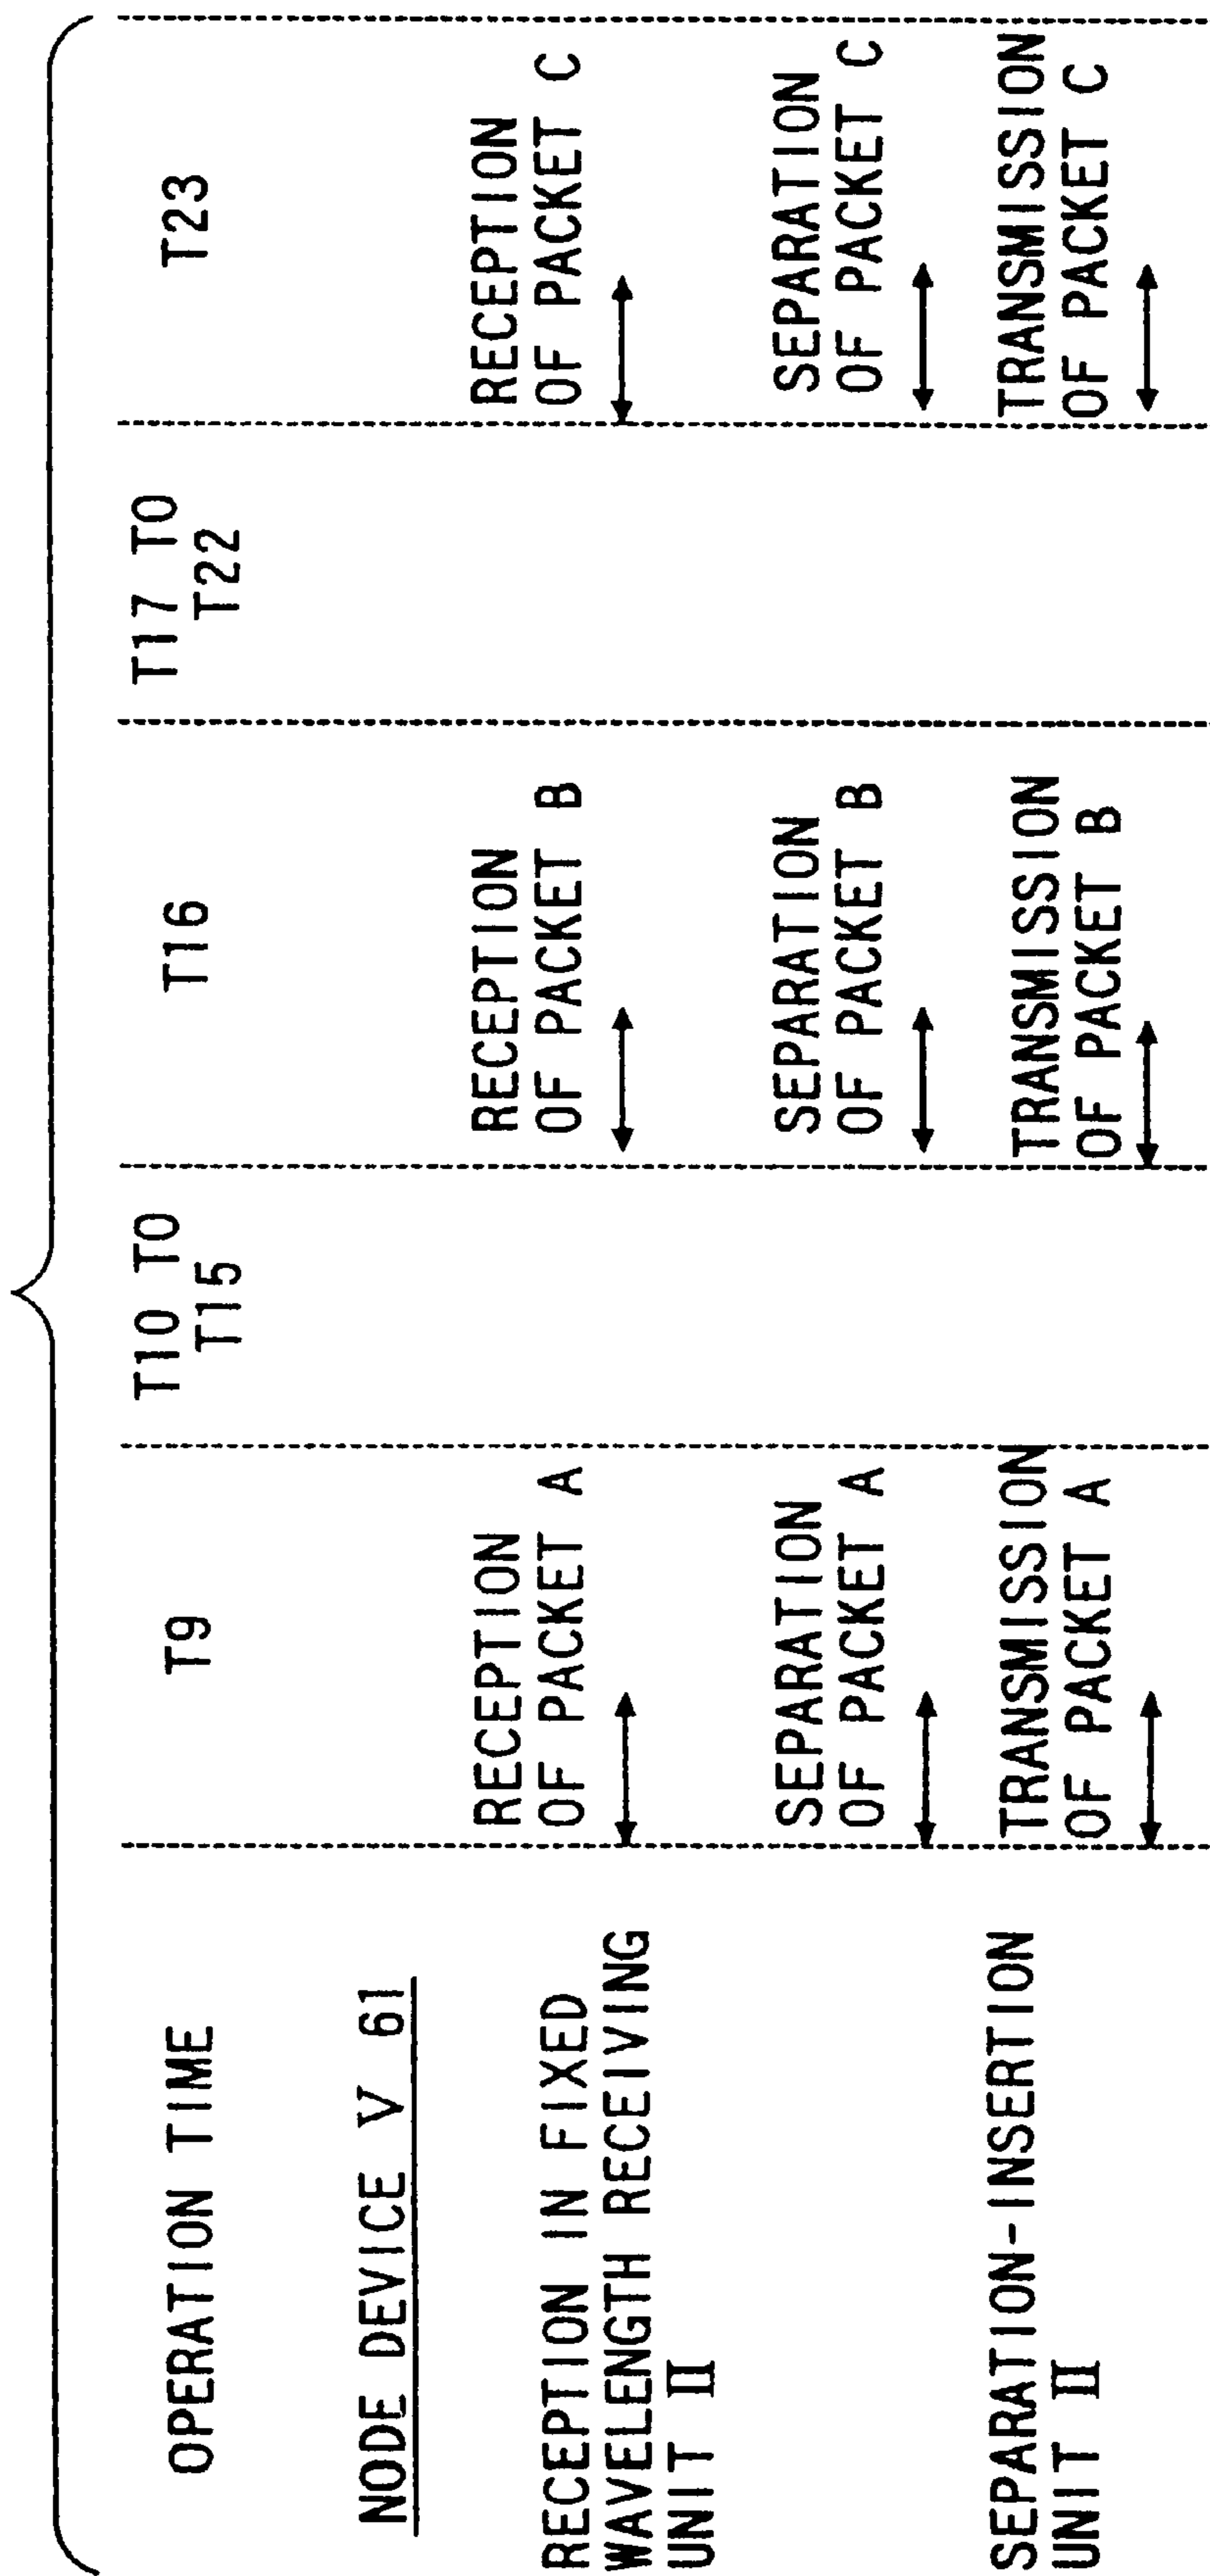 OPERATION TIME
T9
T10 TO
T15
T16
T17 TO
T22
T23
NODE DEVICE V 61
RECEPTION IN FIXED
WAVELENGTH RECEIVING
UNIT II
RECEPTION
OF PACKET A
RECEPTION
OF PACKET B
RECEPTION
OF PACKET C
SEPARATION-INSERTION
UNIT II
SEPARATION
OF PACKET A
SEPARATION
OF PACKET B
SEPARATION
OF PACKET C
TRANSMISSION
OF PACKET A
TRANSMISSION
OF PACKET B
TRANSMISSION
OF PACKET C